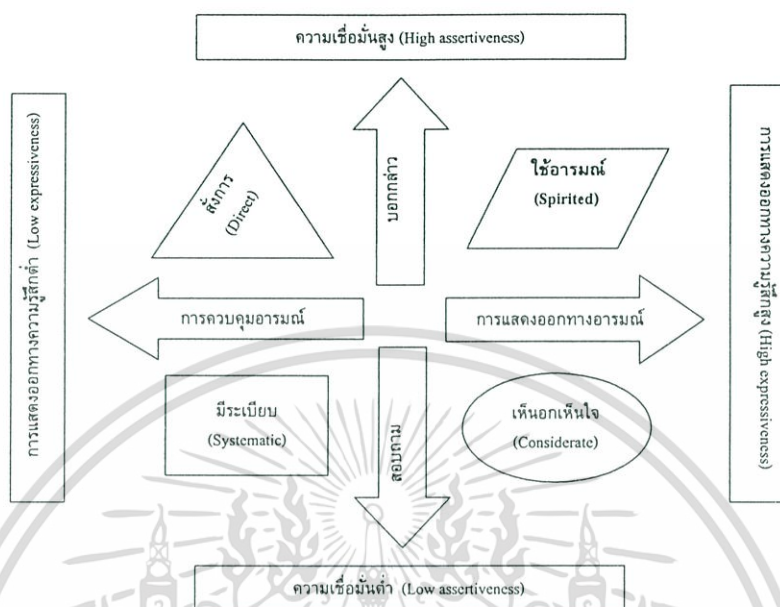 ความเชื่อมั่นสูง (High assertiveness)
การแสดงออกทางความรู้สึกต่ำ (Low expressiveness)
สั่งการ
(Direct)
บอกกล่าว
ใช้อารมณ์
(Spirited)
การแสดงออกทางความรู้สึกสูง (High expressiveness)
การควบคุมอารมณ์
การแสดงออกทางอารมณ์
มีระเบียบ
(Systematic)
สอบถาม
เห็นอกเห็นใจ
(Considerate)
ความเชื่อมั่นต่ำ (Low assertiveness)